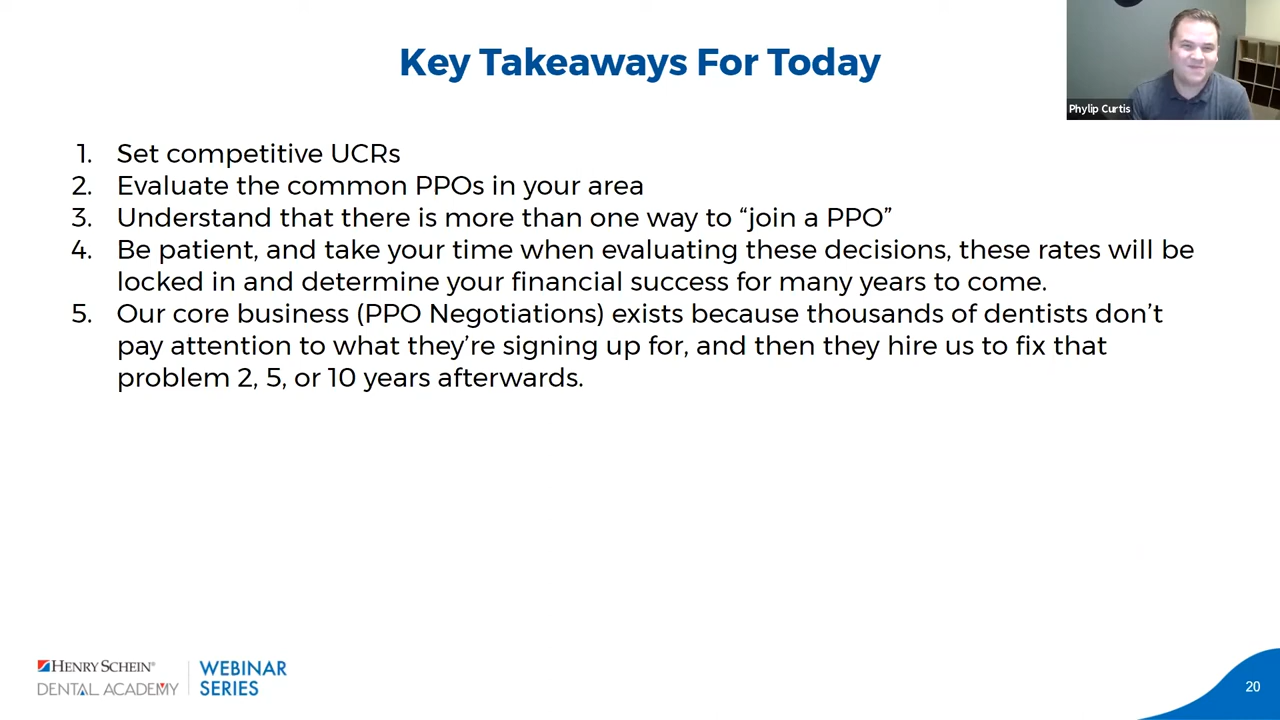 Key Takeaways For Today
Phylip Curtis
1. Set competitive UCRs
2. Evaluate the common PPOs in your area
3. Understand that there is more than one way to “join a PPO”
4. Be patient, and take your time when evaluating these decisions, these rates will be
locked in and determine your financial success for many years to come.
5. Our core business (PPO Negotiations) exists because thousands of dentists don’t
pay attention to what they’re signing up for, and then they hire us to fix that
problem 2, 5, or 10 years afterwards.
HENRY SCHEIN®
DENTAL ACADEMY
WEBINAR
SERIES
20